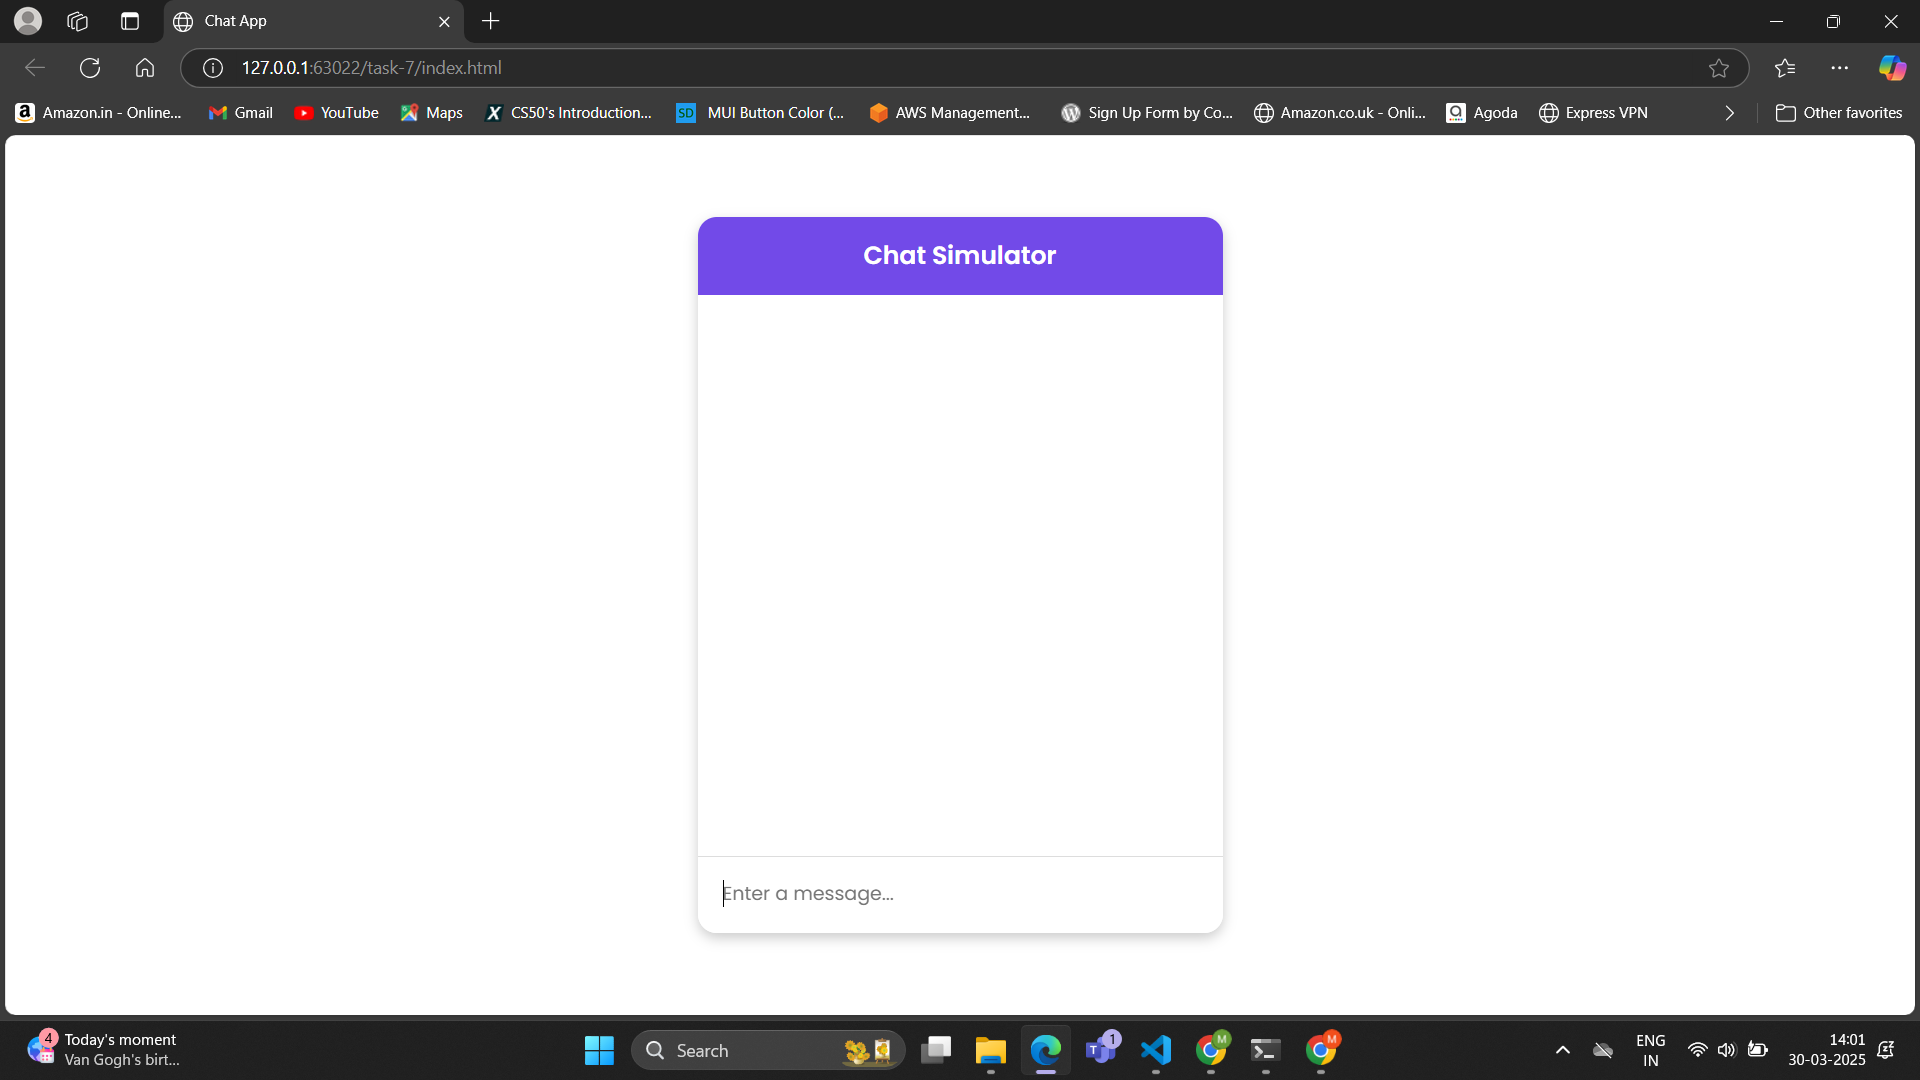 Chat App
127.0.0.1:63022/task-7/index.html
Amazon.in - Online... Gmail YouTube Maps CS50's Introduction... SD MUI Button Color (... AWS Management... Sign Up Form by Co... Amazon.co.uk - Onli... Agoda Express VPN Other favorites
Chat Simulator
Enter a message...
4 Today's moment
Van Gogh's birt...
Search
1
M
M
ENG
IN
14:01
30-03-2025